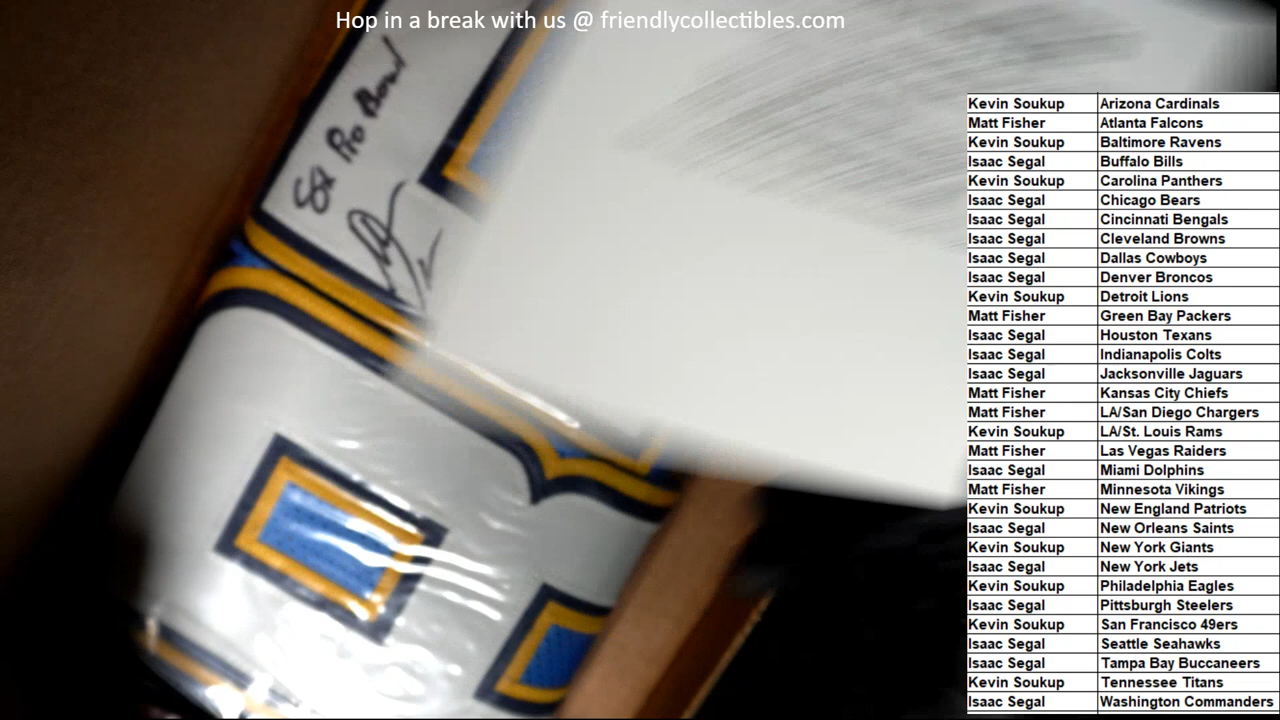 Hop in a break with us @ friendlycollectibles.com
Pro Bowl
Kevin Soukup Arizona Cardinals
Matt Fisher Atlanta Falcons
Kevin Soukup Baltimore Ravens
Isaac Segal Buffalo Bills
Kevin Soukup Carolina Panthers
Isaac Segal Chicago Bears
Isaac Segal Cincinnati Bengals
Isaac Segal Cleveland Browns
Isaac Segal Dallas Cowboys
Isaac Segal Denver Broncos
Kevin Soukup Detroit Lions
Matt Fisher Green Bay Packers
Isaac Segal Houston Texans
Isaac Segal Indianapolis Colts
Isaac Segal Jacksonville Jaguars
Matt Fisher Kansas City Chiefs
Matt Fisher LA/San Diego Chargers
Kevin Soukup LA/St. Louis Rams
Matt Fisher Las Vegas Raiders
Isaac Segal Miami Dolphins
Matt Fisher Minnesota Vikings
Kevin Soukup New England Patriots
Isaac Segal New Orleans Saints
Kevin Soukup New York Giants
Isaac Segal New York Jets
Kevin Soukup Philadelphia Eagles
Isaac Segal Pittsburgh Steelers
Kevin Soukup San Francisco 49ers
Isaac Segal Seattle Seahawks
Isaac Segal Tampa Bay Buccaneers
Kevin Soukup Tennessee Titans
Isaac Segal Washington Commanders